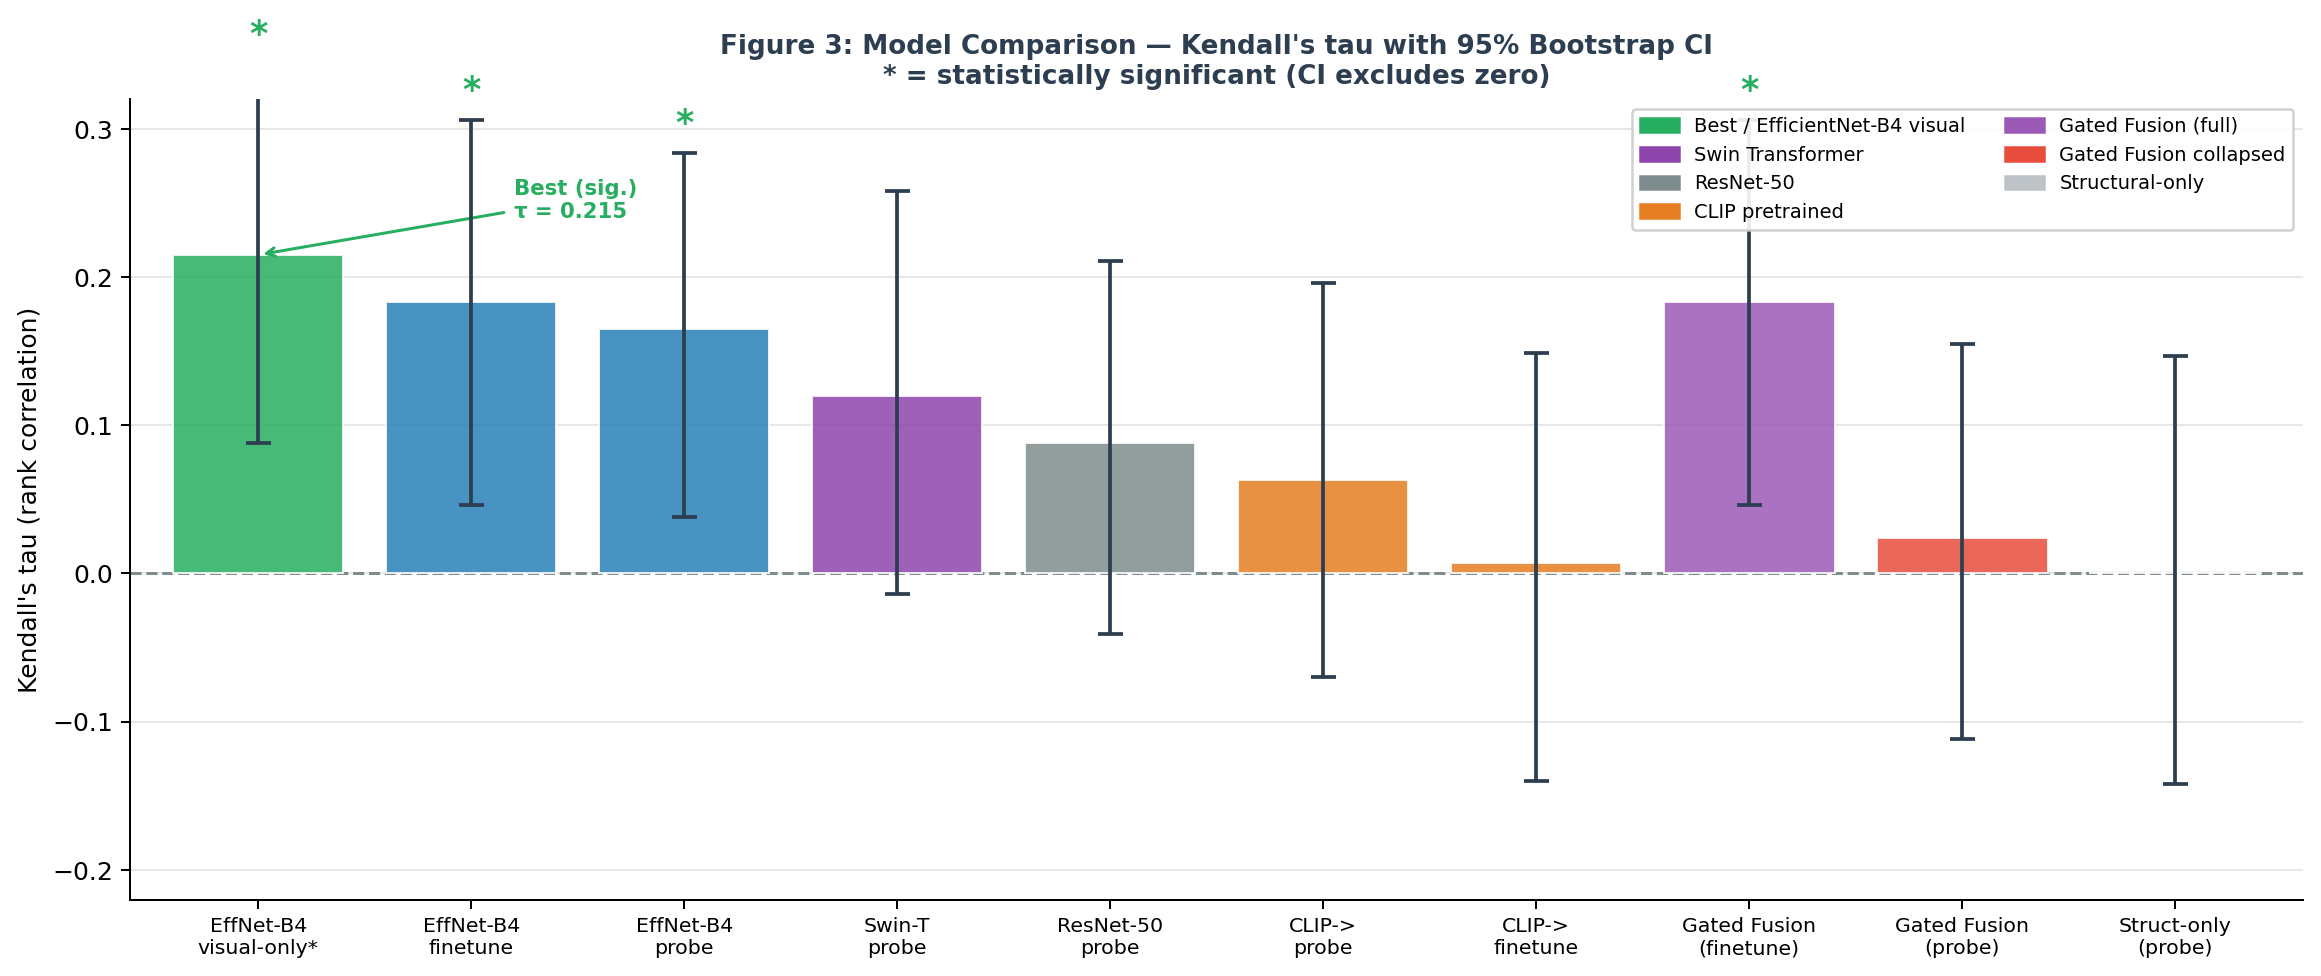 *
Figure 3: Model Comparison — Kendall's tau with 95% Bootstrap CI
* = statistically significant (CI excludes zero)
*
*
*
Best / EfficientNet-B4 visual
Swin Transformer
ResNet-50
CLIP pretrained
Gated Fusion (full)
Gated Fusion collapsed
Structural-only
Best (sig.)
τ = 0.215
Kendall's tau (rank correlation)
0.3
0.2
0.1
0.0
−0.1
−0.2
EffNet-B4
visual-only*
EffNet-B4
finetune
EffNet-B4
probe
Swin-T
probe
ResNet-50
probe
CLIP->
probe
CLIP->
finetune
Gated Fusion
(finetune)
Gated Fusion
(probe)
Struct-only
(probe)